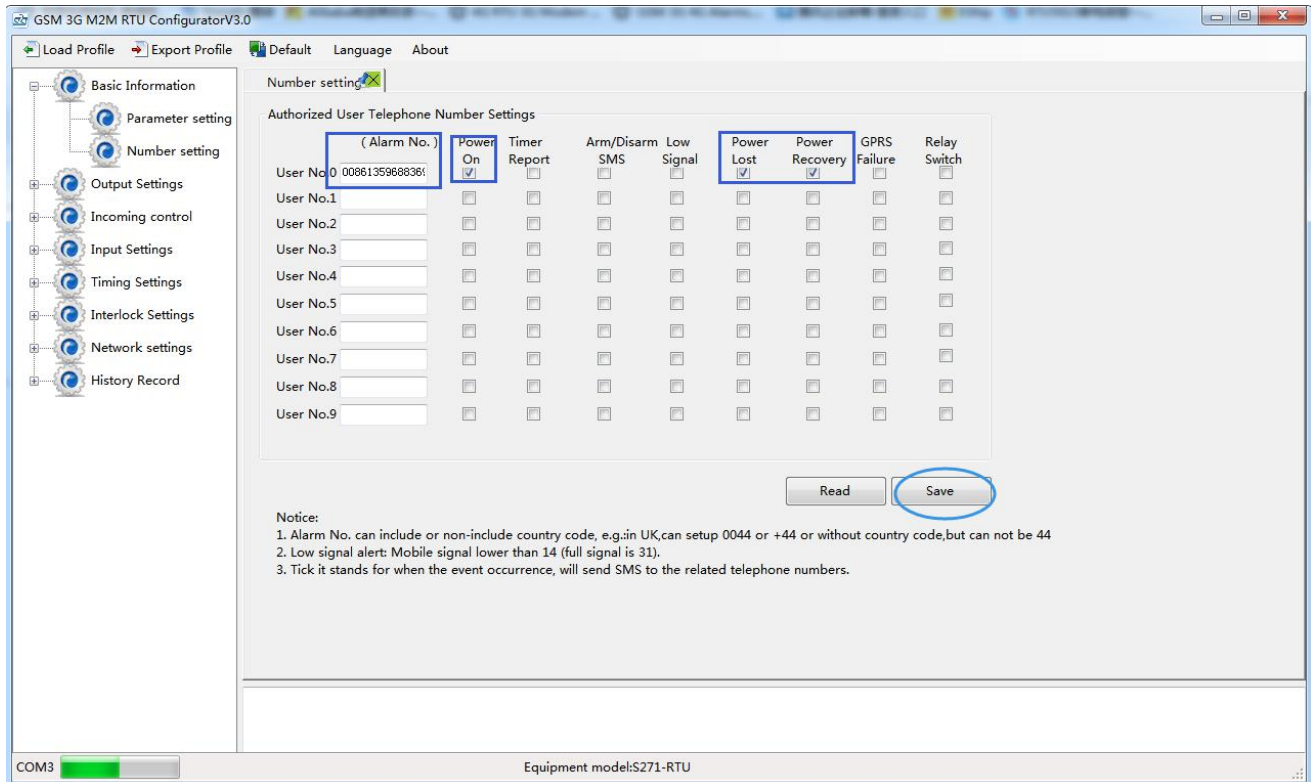 GSM 3G M2M RTU ConfiguratorV3.0
Load Profile Export Profile Default Language About
Basic Information
Parameter setting
Number setting
Output Settings
Incoming control
Input Settings
Timing Settings
Interlock Settings
Network settings
History Record
Number setting
Authorized User Telephone Number Settings
( Alarm No. ) Power On Timer Report Arm/Disarm SMS Low Signal Power Lost Power Recovery GPRS Failure Relay Switch
User No.0 0086135968836
User No.1
User No.2
User No.3
User No.4
User No.5
User No.6
User No.7
User No.8
User No.9
Read Save
Notice:
1. Alarm No. can include or non-include country code, e.g.:in UK,can setup 0044 or +44 or without country code,but can not be 44
2. Low signal alert: Mobile signal lower than 14 (full signal is 31).
3. Tick it stands for when the event occurrence, will send SMS to the related telephone numbers.
COM3 Equipment model:S271-RTU